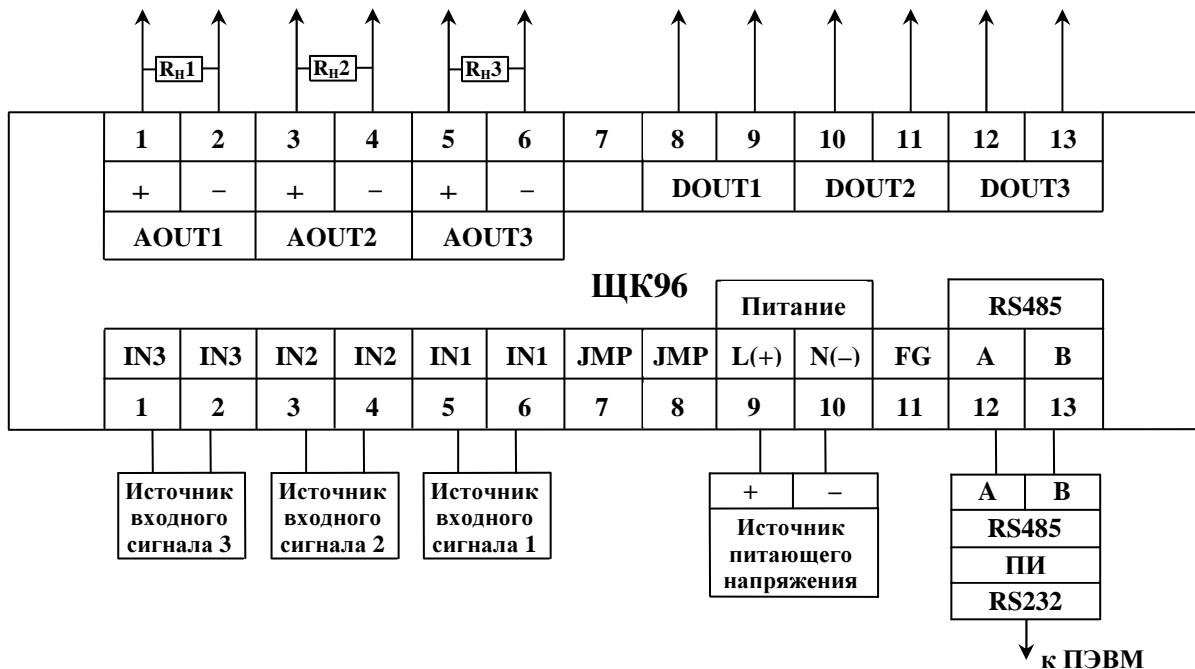 Rн1 Rн2 Rн3
1 2 3 4 5 6 7 8 9 10 11 12 13
+ − + − + − DOUT1 DOUT2 DOUT3
AOUT1 AOUT2 AOUT3
ЩК96 Питание RS485
IN3 IN3 IN2 IN2 IN1 IN1 JMP JMP L(+) N(−) FG A B
1 2 3 4 5 6 7 8 9 10 11 12 13
Источник
входного
сигнала 3
Источник
входного
сигнала 2
Источник
входного
сигнала 1
+ −
Источник
питающего
напряжения
A B
RS485
ПИ
RS232
к ПЭВМ